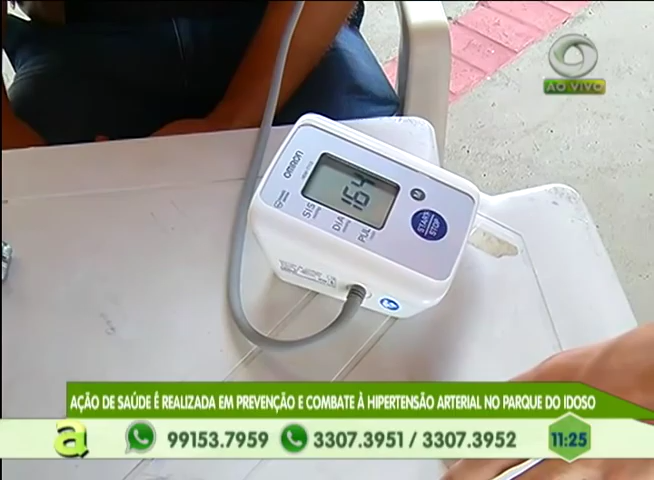 AO VIVO
OMRON
164
M
SIS
DIA
PUL
START
STOP
AÇÃO DE SAÚDE É REALIZADA EM PREVENÇÃO E COMBATE À HIPERTENSÃO ARTERIAL NO PARQUE DO IDOSO
a 99153.7959 3307.3951 / 3307.3952 11:25